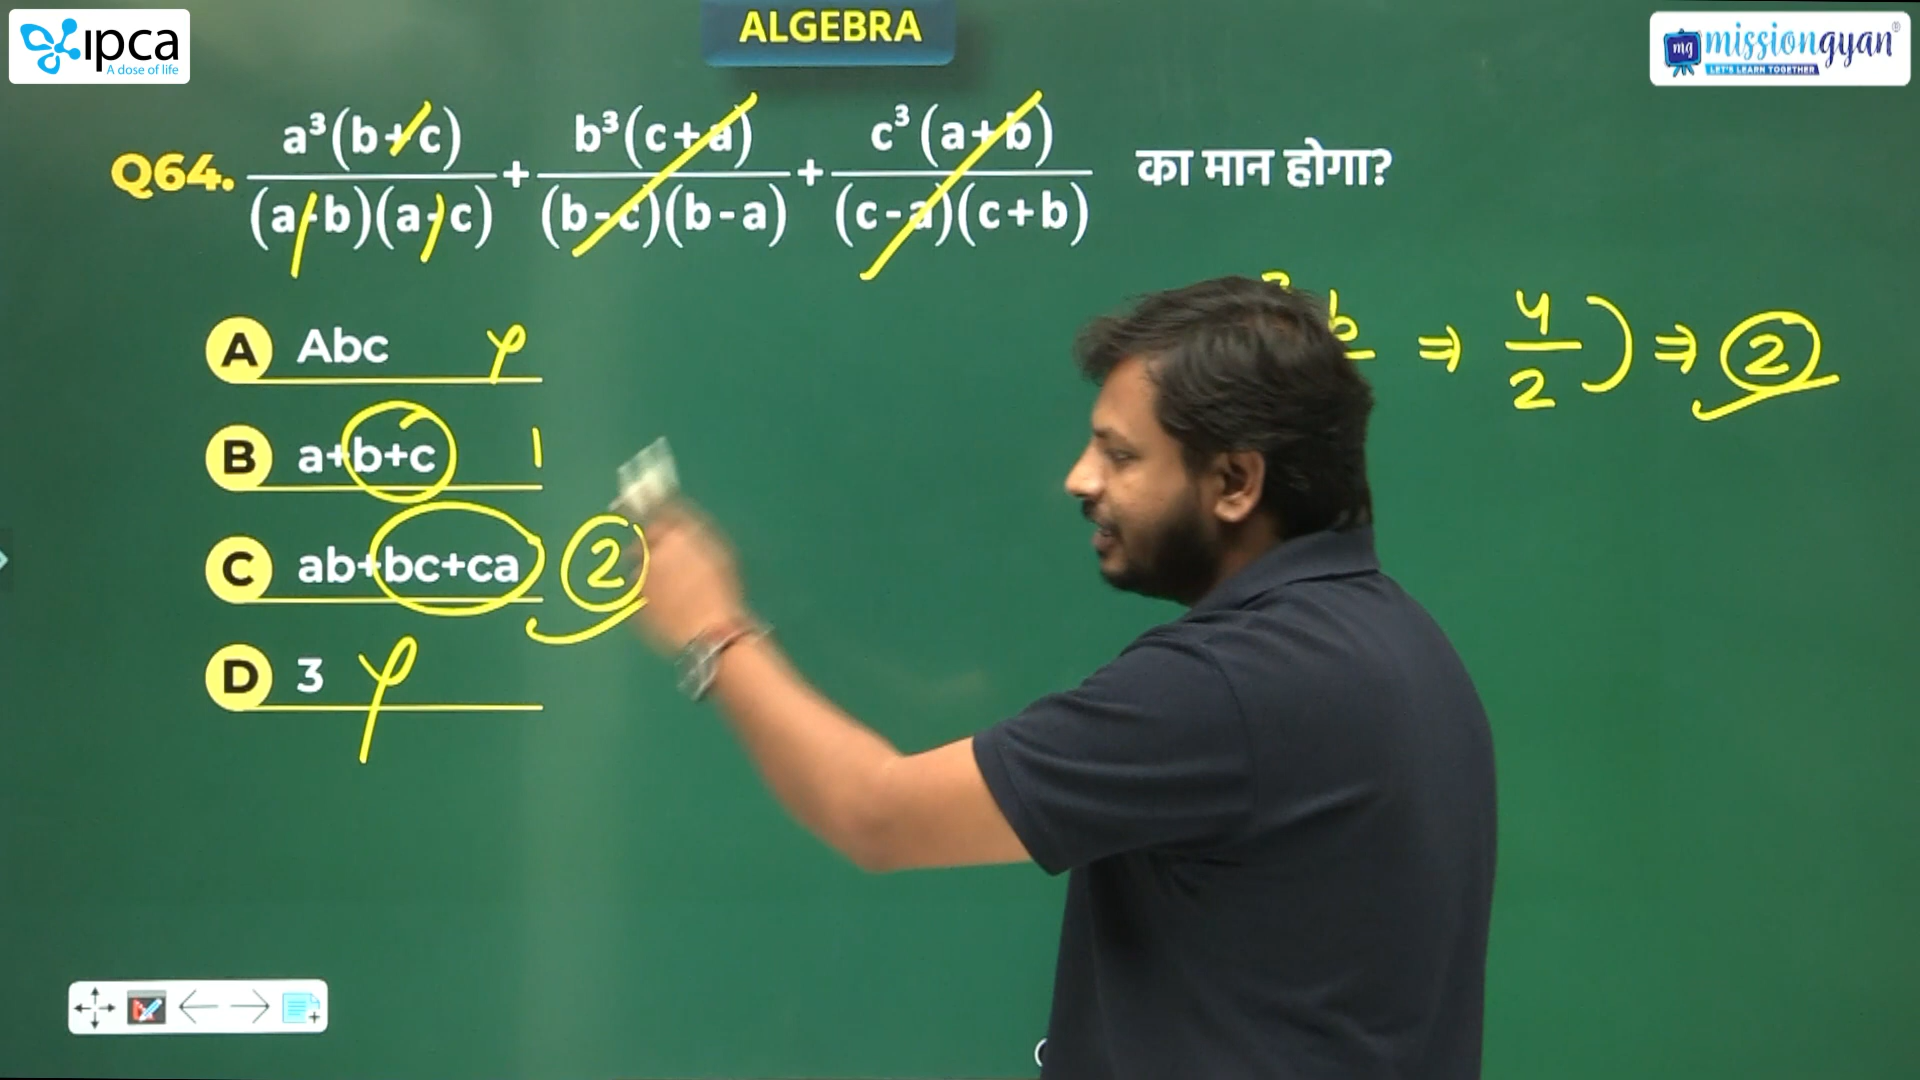 ipca
A dose of life
ALGEBRA
mg missiongyan®
LET'S LEARN TOGETHER
Q64. a³(b+c)/(a-b)(a-c) + b³(c+a)/(b-c)(b-a) + c³(a+b)/(c-a)(c+b) का मान होगा?
⇒ 4/2) ⇒ 2
A Abc
B a+b+c 1
C ab+bc+ca 2
D 3